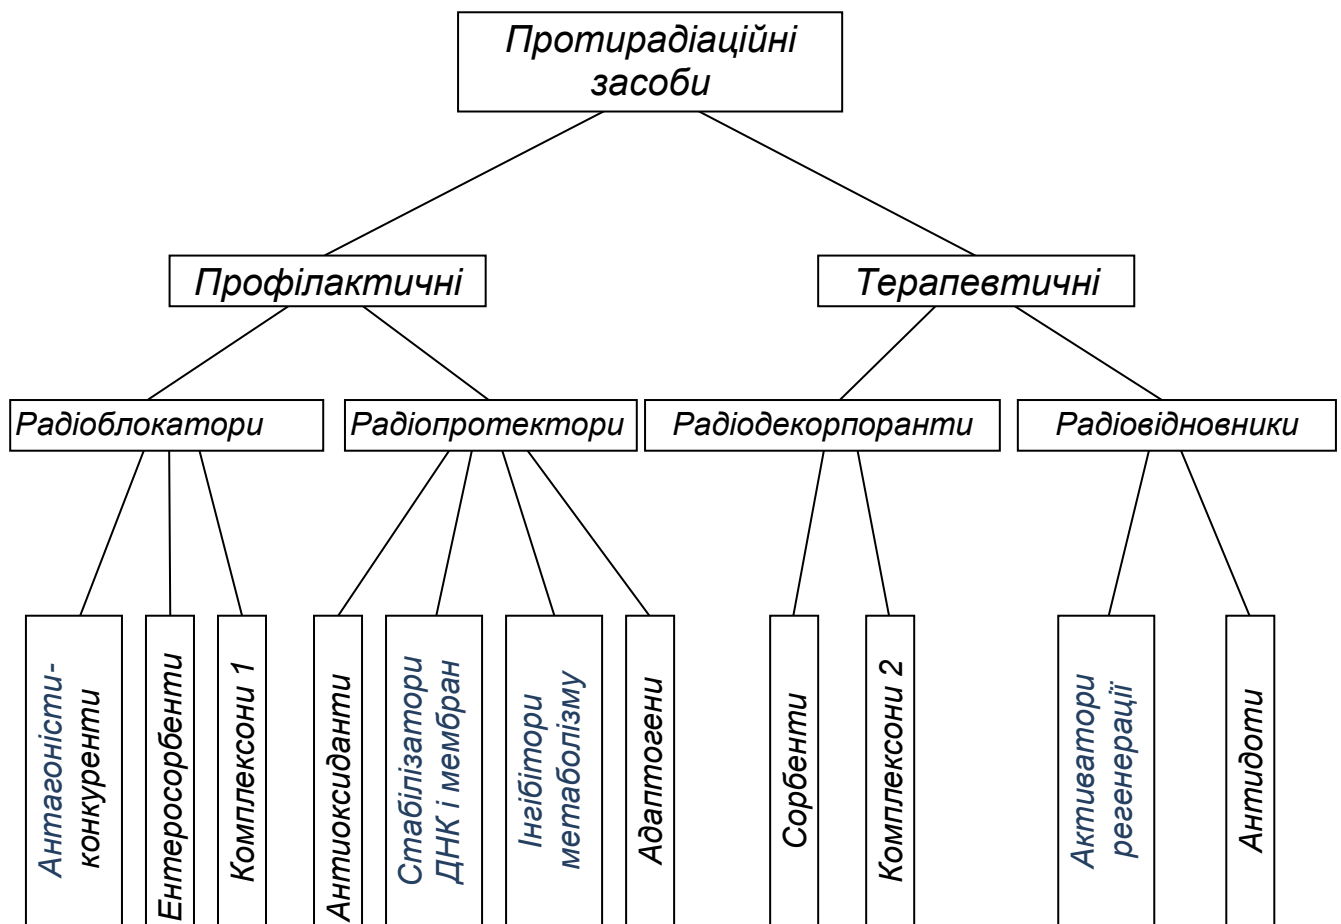 Протирадіаційні
засоби
Профілактичні
Терапевтичні
Радіоблокатори
Радіопротектори
Радіодекорпоранти
Радіовідновники
Антагоністи-
конкуренти
Ентеросорбенти
Комплексони 1
Антиоксиданти
Стабілізатори
ДНК і мембран
Інгібітори
метаболізму
Адаптогени
Сорбенти
Комплексони 2
Активатори
регенерації
Антидоти